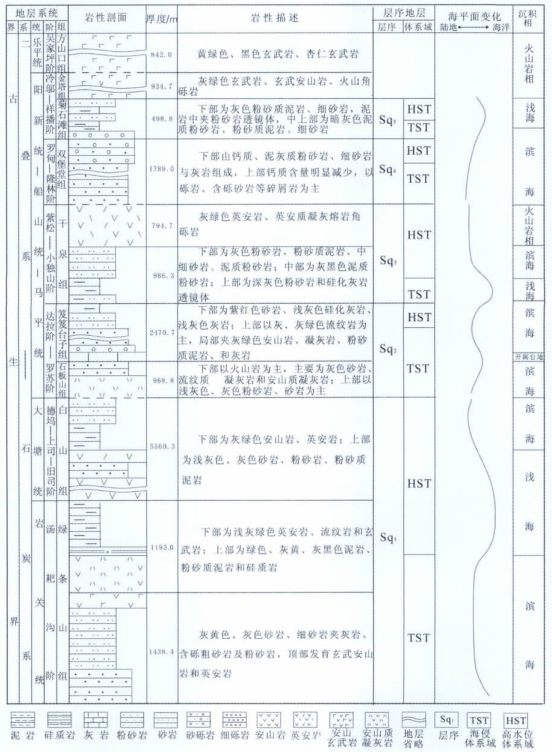 地层系统
界 系 统 阶 组
岩性剖面
厚度/m
岩性描述
层序地层
层序 体系域
海平面变化
陆地 海洋
沉积相
古生界
二叠系
石炭系
乐平统
阳新统
船山统
马平统
大塘统
岩关统
吴家坪阶
冷邬阶
祥播阶
罗甸阶
隆林阶
紫松阶
小独山阶
达拉阶
罗苏阶
德坞阶
上司阶
旧司阶
汤耙沟阶
方山口组
金塔组
菊石滩组
双堡堂组
干泉组
笈笈台子组
石板山组
白山组
绿条山组
842.0
黄绿色、黑色玄武岩、杏仁玄武岩
火山岩相
934.7
灰绿色玄武岩、玄武安山岩、火山角
砾岩
498.8
下部为灰色粉砂质泥岩、细砂岩,泥
岩中夹粉砂岩透镜体,中上部为暗灰色泥
质粉砂岩、粉砂质泥岩、细砂岩
Sq₅
HST
TST
浅海
1789.0
下部由钙质、泥灰质粉砂岩、细砂岩
与灰岩组成,上部钙质含量明显减少,以
砾岩、含砾砂岩等碎屑岩为主
Sq₄
HST
TST
滨海
794.7
灰绿色英安岩、英安质凝灰熔岩角
砾岩
火山岩相
986.3
下部为灰色粉砂岩、粉砂质泥岩、中
细砂岩、泥质粉砂岩;中部为灰黑色泥质
粉砂岩;上部为深灰色粉砂岩和硅化灰岩
透镜体
Sq₃
HST
TST
滨海
浅海
2470.7
下部为紫红色砂岩、浅灰色硅化灰岩、
浅灰色灰岩;上部以灰、灰绿色流纹岩为
主,局部夹灰绿色安山岩、凝灰岩、粉砂
质泥岩、和灰岩
Sq₂
HST
TST
滨海
868.8
下部以火山岩为主,主要为灰色砂岩、
流纹质 凝灰岩和安山质凝灰岩;上部以
浅灰色、灰色粉砂岩、砂岩为主
滨海
5560.3
下部为灰绿色安山岩、英安岩;上部
为浅灰色、灰色砂岩、粉砂岩、粉砂质
泥岩
HST
浅海
1193.0
下部为浅灰绿色英安岩、流纹岩和玄
武岩;上部为绿色、灰黄、灰黑色泥岩、
粉砂质泥岩和硅质岩
Sq₁
1438.4
灰黄色、灰色砂岩、细砂岩夹灰岩、
含砾粗砂岩及粉砂岩,顶部发育玄武安山
岩和英安岩
TST
滨海
泥岩 硅质岩 灰岩 粉砂岩 砂岩 砂砾岩 细砾岩 安山岩 英安岩 安山玄武岩 安山质凝灰岩 地层省略
Sqᵢ 层序
TST 海侵体系域
HST 高水位体系域